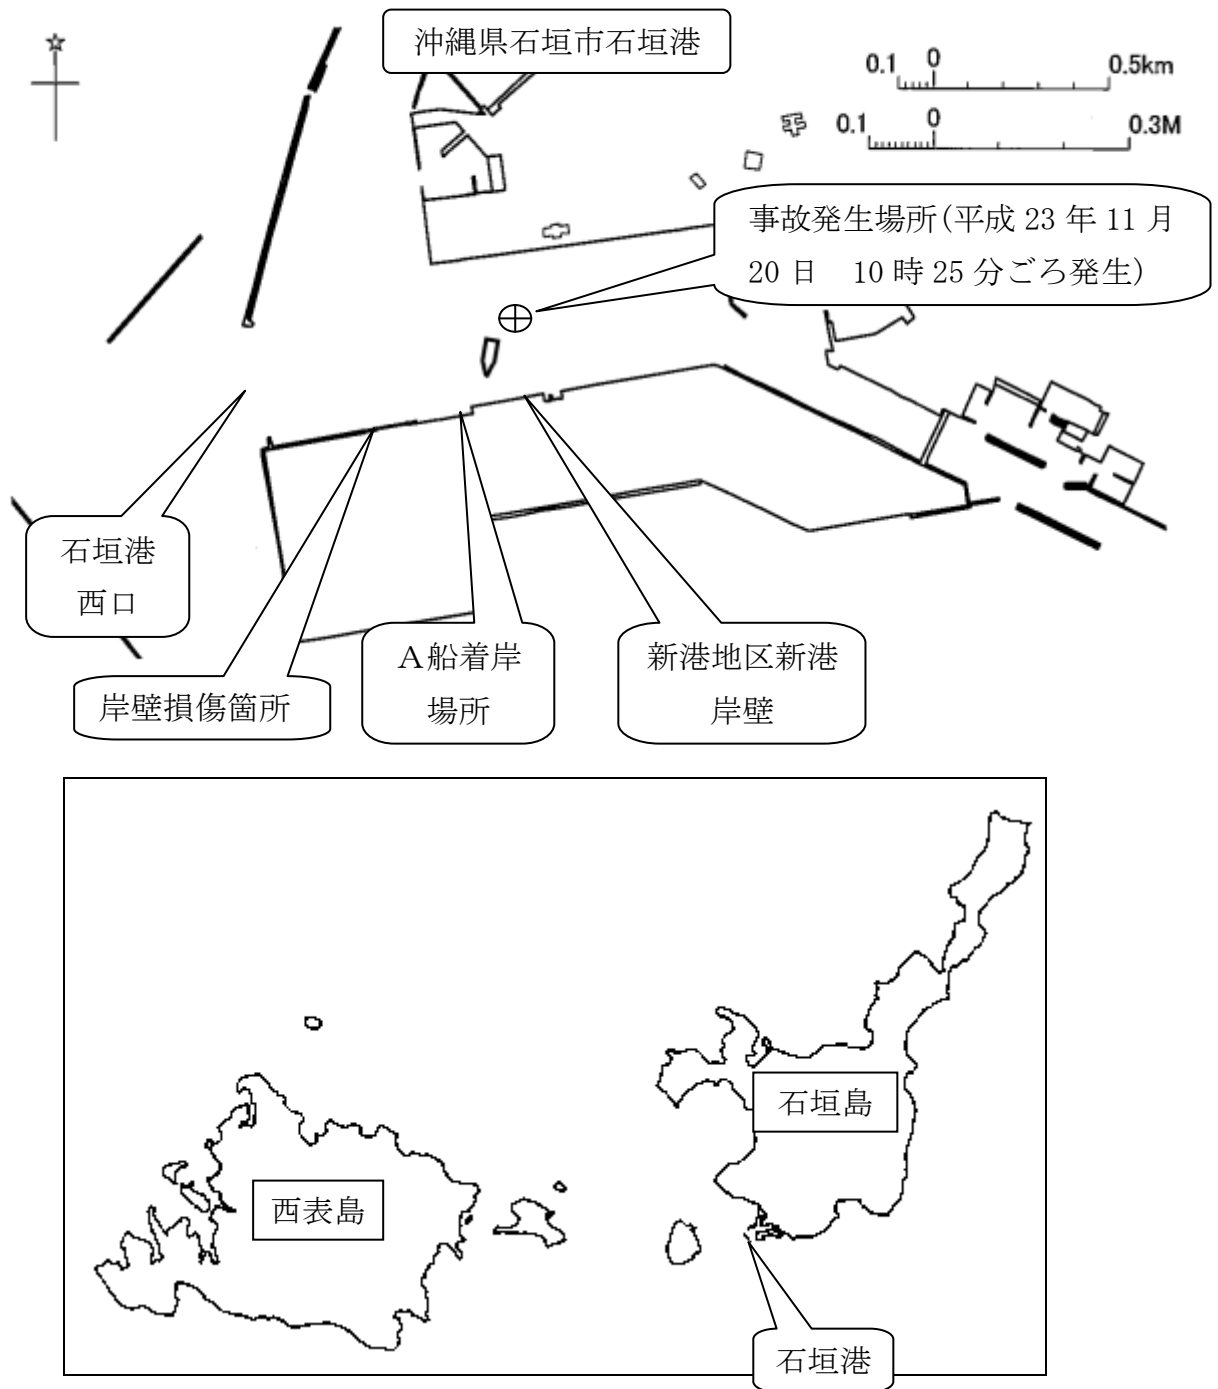 沖縄県石垣市石垣港
0.1 0 0.5km
0.1 0 0.3M
事故発生場所(平成 23 年 11 月
20 日 10 時 25 分ごろ発生)
石垣港
西口
岸壁損傷箇所
A船着岸
場所
新港地区新港
岸壁
石垣島
西表島
石垣港